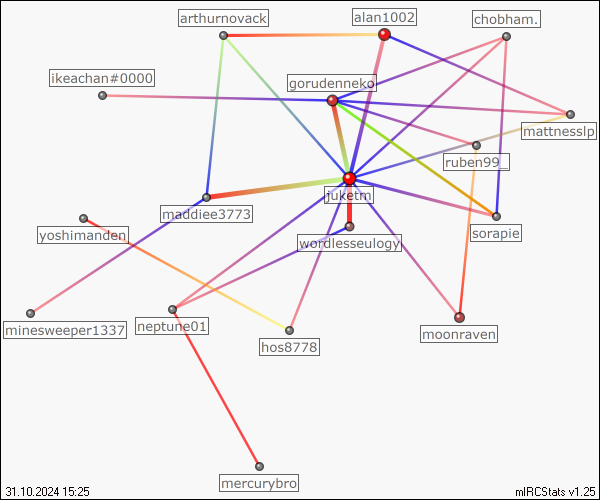 arthurnovack
alan1002
chobham.
ikeachan#0000
gorudenneko
mattnesslp
ruben99_
juketm
maddiee3773
yoshimanden
sorapie
wordlesseulogy
minesweeper1337
neptune01
moonraven
hos8778
mercurybro
31.10.2024 15:25
mIRCStats v1.25